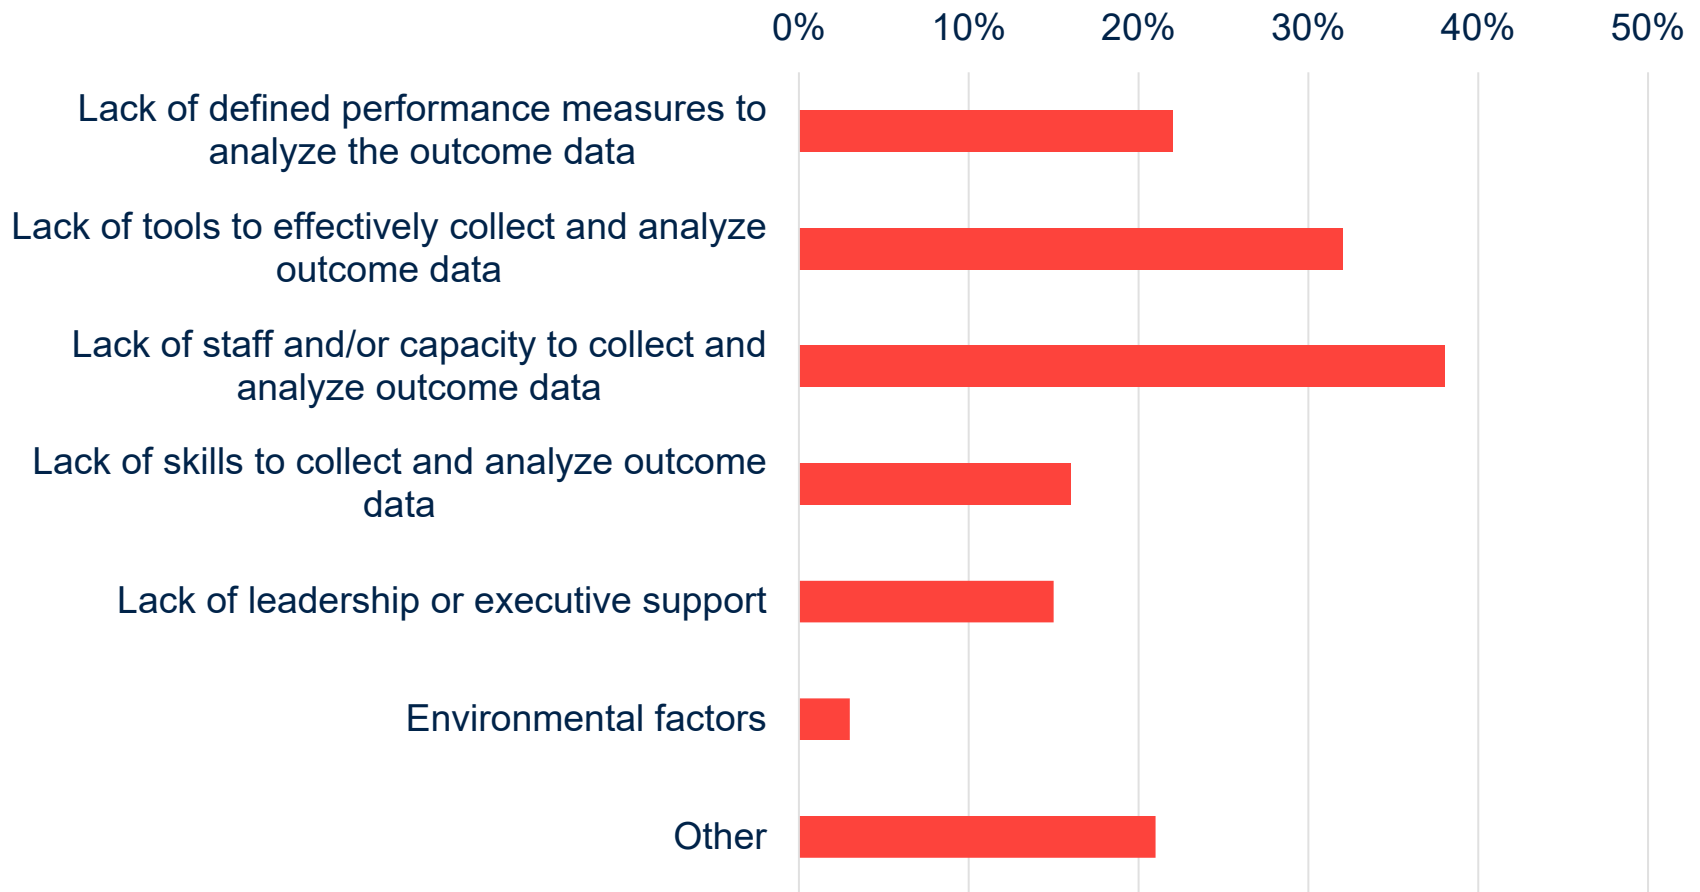 0% 10% 20% 30% 40% 50%
Lack of defined performance measures to
analyze the outcome data
Lack of tools to effectively collect and analyze
outcome data
Lack of staff and/or capacity to collect and
analyze outcome data
Lack of skills to collect and analyze outcome
data
Lack of leadership or executive support
Environmental factors
Other